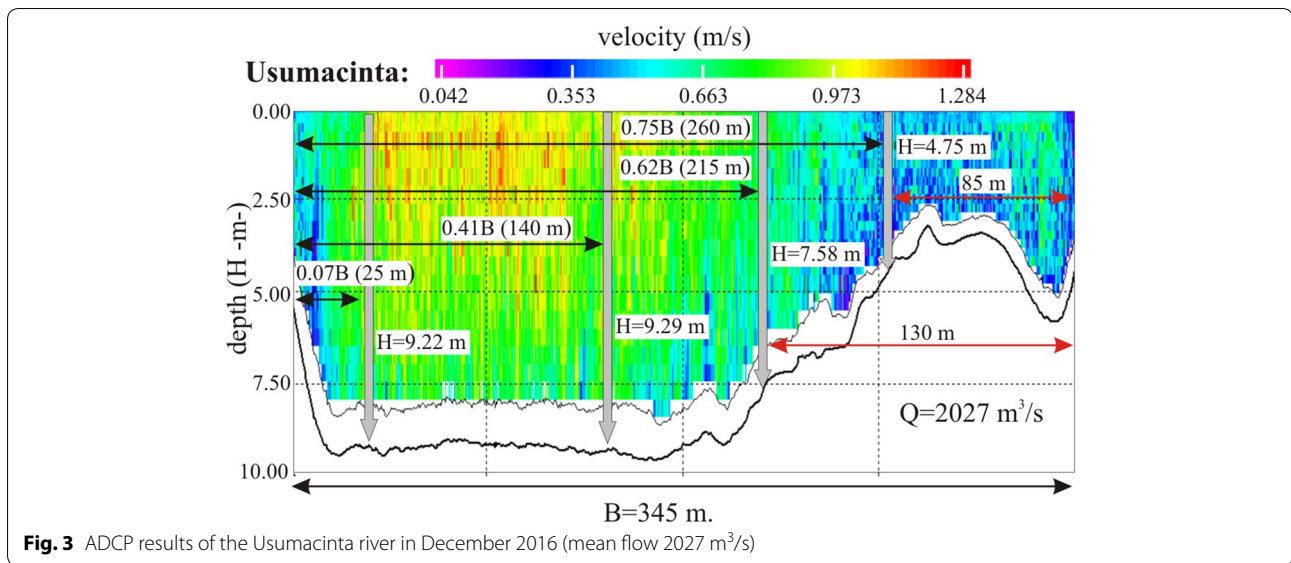 velocity (m/s)
Usumacinta:
0.042 0.353 0.663 0.973 1.284
0.00
0.75B (260 m)
H=4.75 m
0.62B (215 m)
85 m
2.50
0.41B (140 m)
H=7.58 m
0.07B (25 m)
5.00
depth (H -m-)
H=9.22 m
H=9.29 m
130 m
7.50
Q=2027 m³/s
10.00
B=345 m.
Fig. 3 ADCP results of the Usumacinta river in December 2016 (mean flow 2027 m³/s)